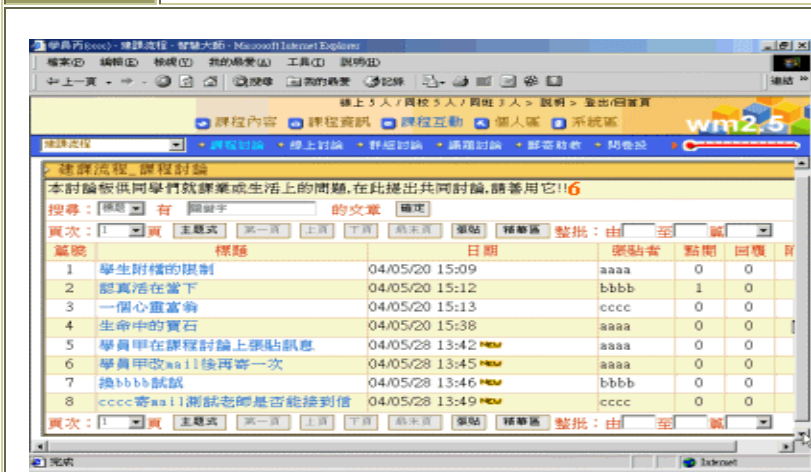 學員丙(cccc) - 建課流程 - 智慧大師 - Microsoft Internet Explorer
檔案(F) 編輯(E) 檢視(V) 我的最愛(A) 工具(T) 說明(H)
上一頁 搜尋 我的最愛 記錄 連結 »
線上 5 人 / 同校 5 人 / 同班 3 人 > 說明 > 登出/回首頁
課程內容 課程資訊 課程互動 個人區 系統區 wm2.5
建課流程 課程討論 線上討論 群組討論 議題討論 郵寄助教 問卷投
建課流程_課程討論
本討論板供同學們就課業或生活上的問題,在此提出共同討論,請善用它!!6
搜尋：標題 有 關鍵字 的文章 確定
頁次：1 頁 主題式 第一頁 上頁 下頁 最末頁 張貼 精華區 整批：由 至 篇
篇號 標題 日期 張貼者 點閱 回覆
1 學生附檔的限制 04/05/20 15:09 aaaa 0 0
2 認真活在當下 04/05/20 15:12 bbbb 1 0
3 一個心靈富翁 04/05/20 15:13 cccc 0 0
4 生命中的寶石 04/05/20 15:38 aaaa 0 0
5 學員甲在課程討論上張貼訊息 04/05/28 13:42 NEW aaaa 0 0
6 學員甲改mail後再寄一次 04/05/28 13:45 NEW aaaa 0 0
7 換bbbb試試 04/05/28 13:46 NEW bbbb 0 0
8 cccc寄mail測試老師是否能接到信 04/05/28 13:49 NEW cccc 0 0
頁次：1 頁 主題式 第一頁 上頁 下頁 最末頁 張貼 精華區 整批：由 至 篇
完成 Internet